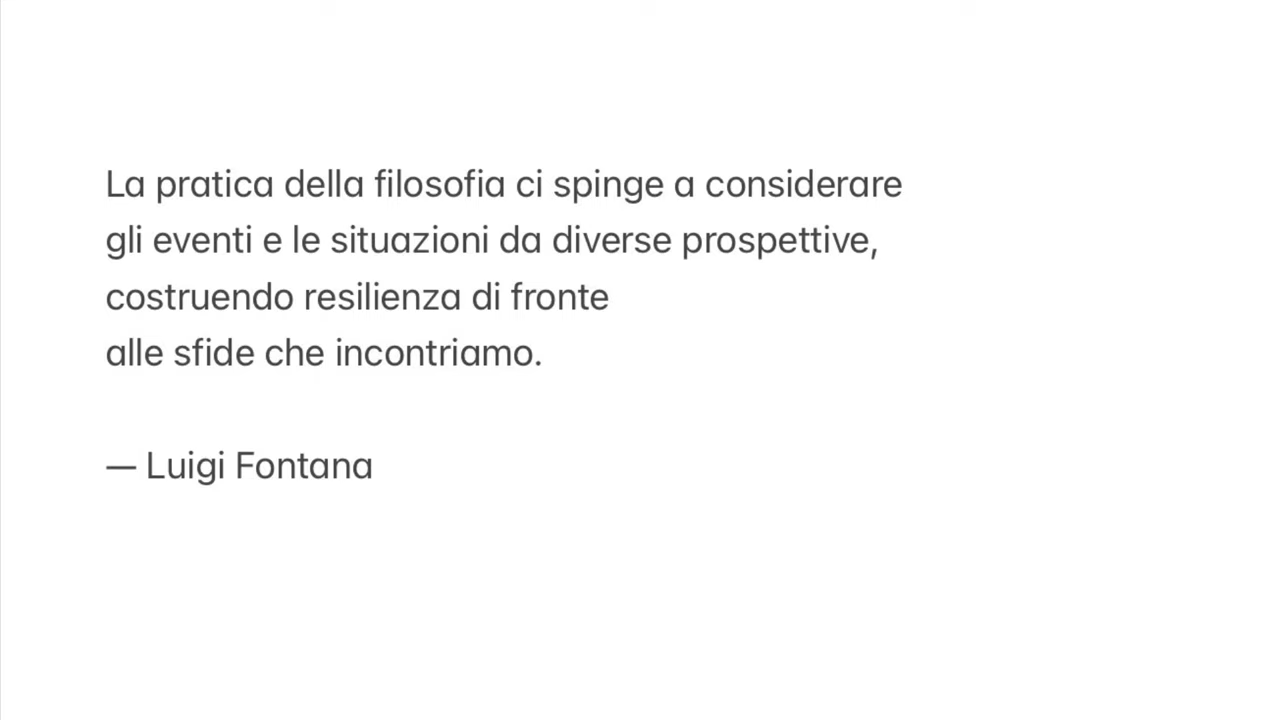 La pratica della filosofia ci spinge a considerare
gli eventi e le situazioni da diverse prospettive,
costruendo resilienza di fronte
alle sfide che incontriamo.
— Luigi Fontana